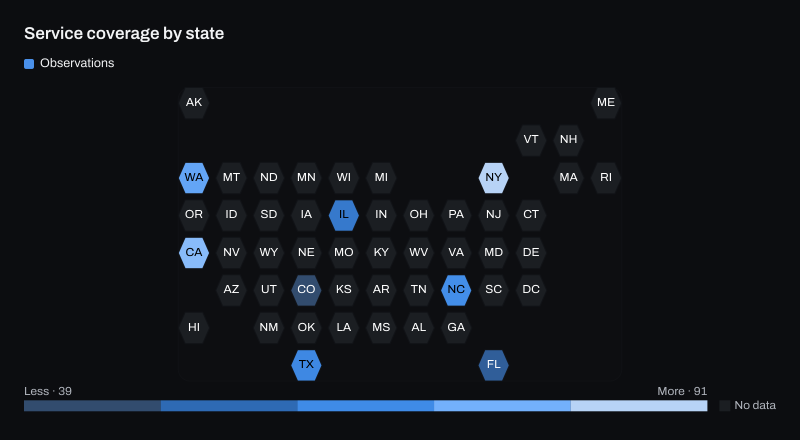 Service coverage by state
Observations
AK ME
VT NH
WA MT ND MN WI MI NY MA RI
OR ID SD IA IL IN OH PA NJ CT
CA NV WY NE MO KY WV VA MD DE
AZ UT CO KS AR TN NC SC DC
HI NM OK LA MS AL GA
TX FL
Less · 39 More · 91
No data